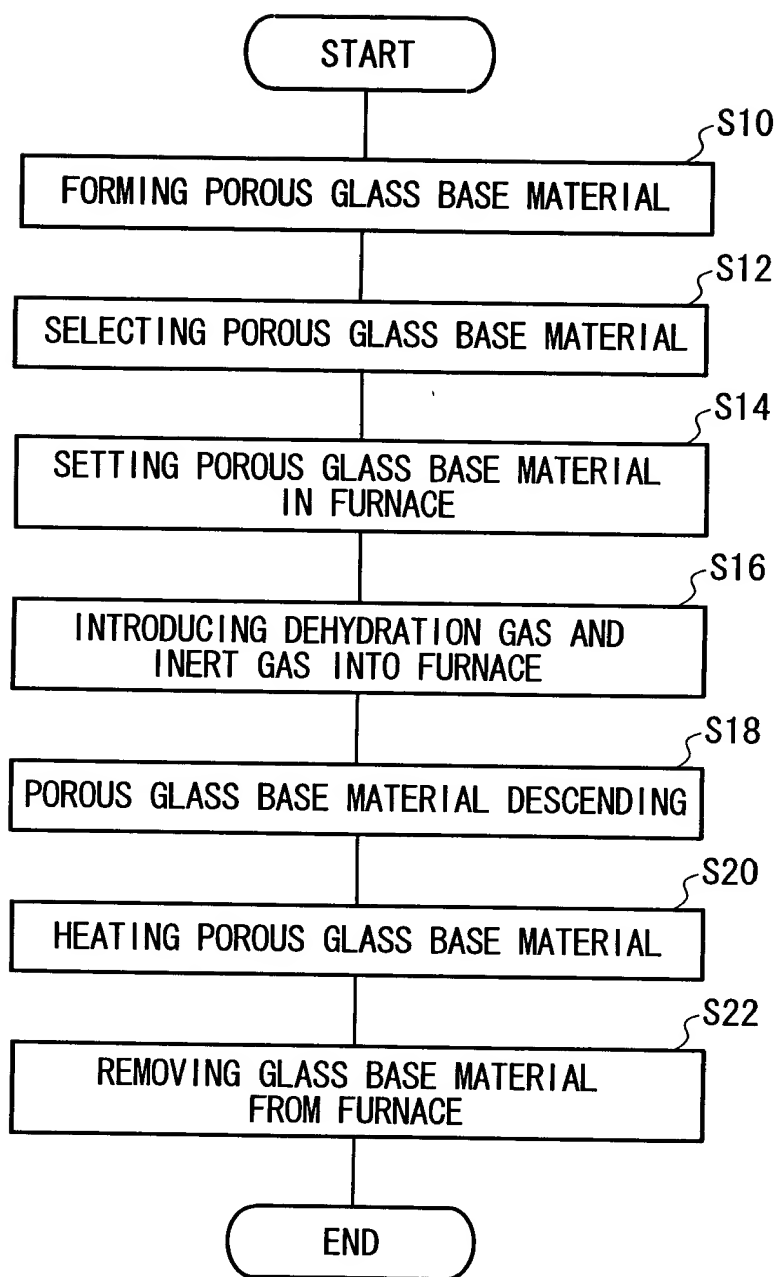 START
S10
FORMING POROUS GLASS BASE MATERIAL
S12
SELECTING POROUS GLASS BASE MATERIAL
S14
SETTING POROUS GLASS BASE MATERIAL
IN FURNACE
S16
INTRODUCING DEHYDRATION GAS AND
INERT GAS INTO FURNACE
S18
POROUS GLASS BASE MATERIAL DESCENDING
S20
HEATING POROUS GLASS BASE MATERIAL
S22
REMOVING GLASS BASE MATERIAL
FROM FURNACE
END